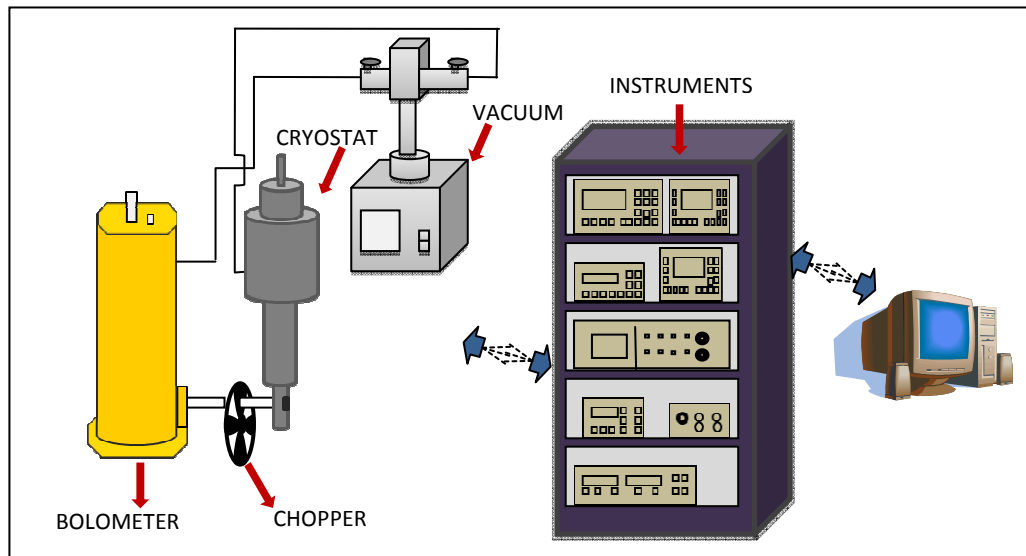 INSTRUMENTS
VACUUM
CRYOSTAT
BOLOMETER
CHOPPER